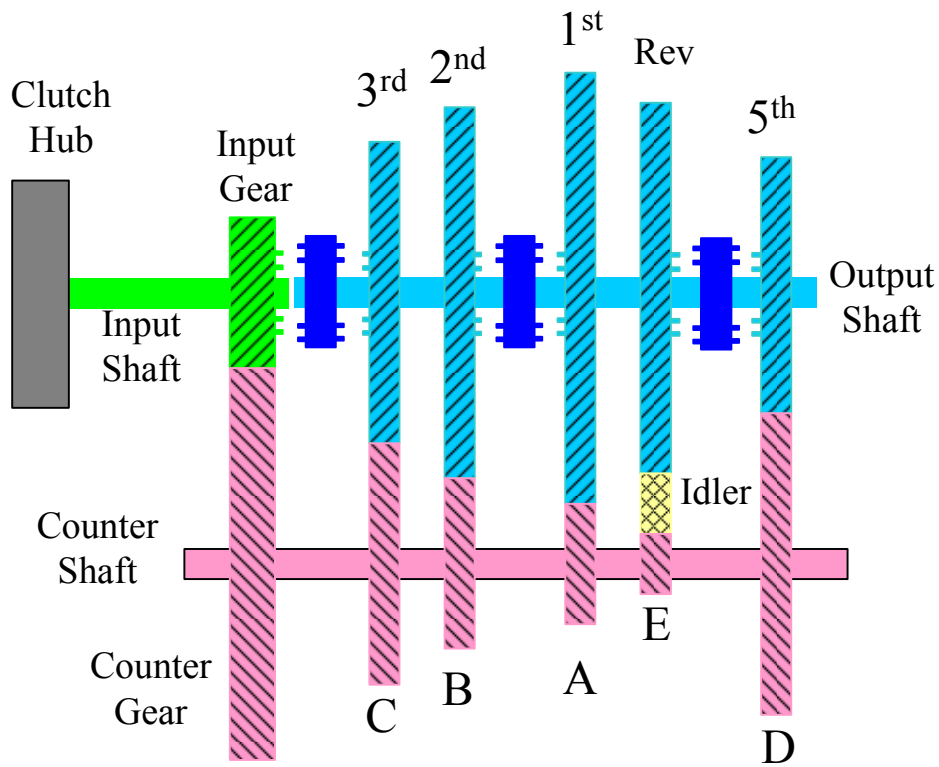 Clutch
Hub
Input
Gear
3rd
2nd
1st
Rev
5th
Input
Shaft
Output
Shaft
Idler
Counter
Shaft
Counter
Gear
C
B
A
E
D